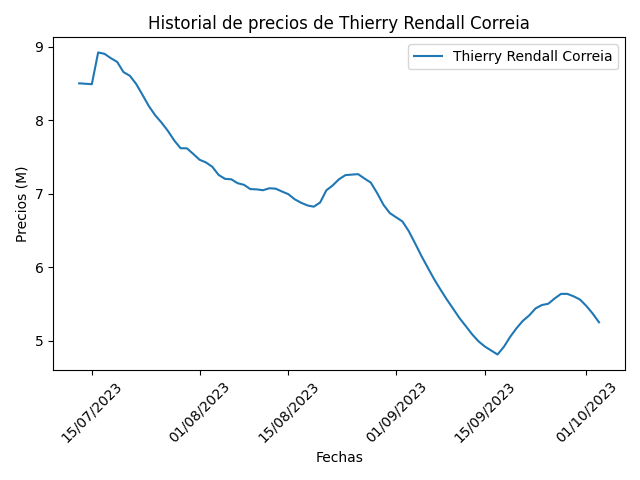 Historial de precios de Thierry Rendall Correia
Thierry Rendall Correia
Precios (M)
9
8
7
6
5
15/07/2023
01/08/2023
15/08/2023
01/09/2023
15/09/2023
01/10/2023
Fechas